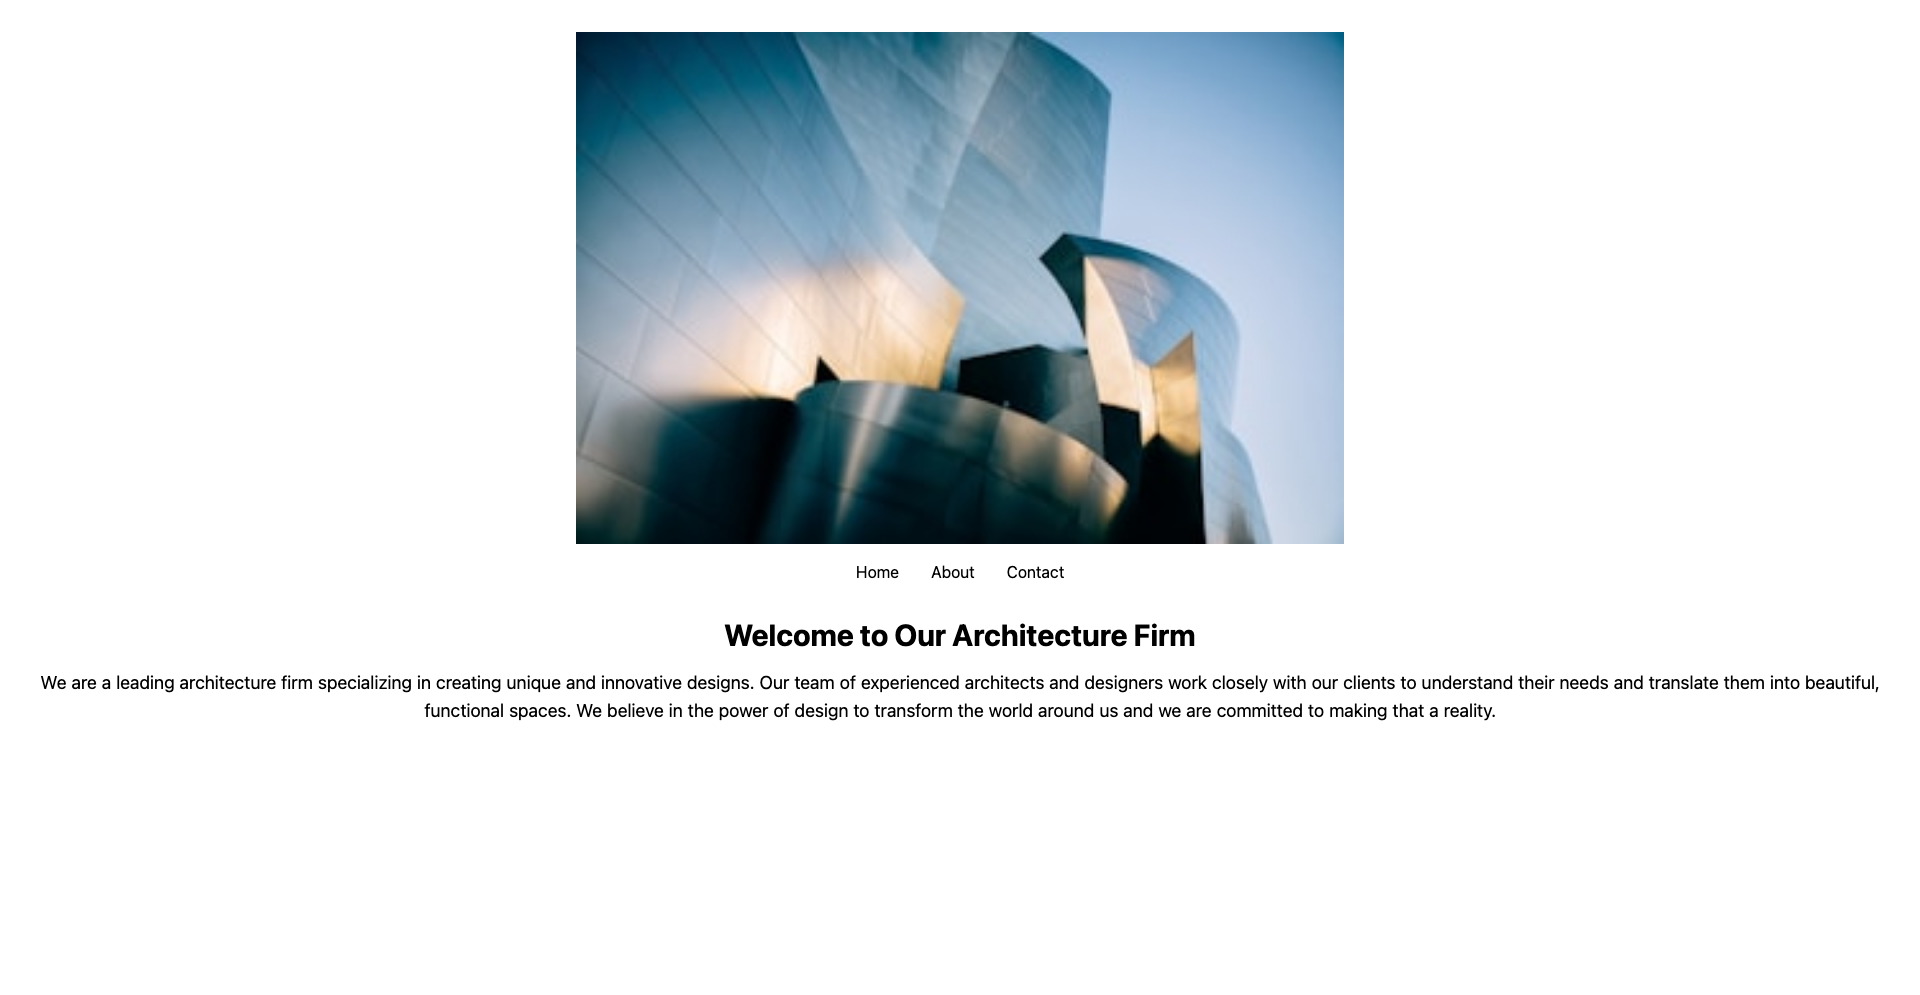 Home About Contact
Welcome to Our Architecture Firm
We are a leading architecture firm specializing in creating unique and innovative designs. Our team of experienced architects and designers work closely with our clients to understand their needs and translate them into beautiful,
functional spaces. We believe in the power of design to transform the world around us and we are committed to making that a reality.